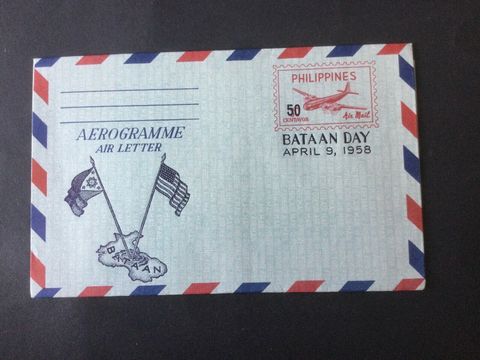 PHILIPPINES
50
CENTAVOS
Air Mail
BATAAN DAY
APRIL 9, 1958
AEROGRAMME
AIR LETTER
BATAAN